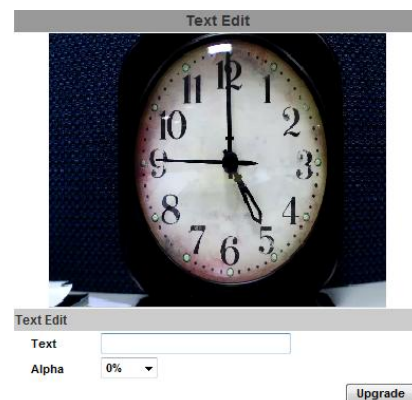 Text Edit
12
11 1
10 2
9 3
8 4
7 5
6
Text Edit
Text
Alpha 0%
Upgrade